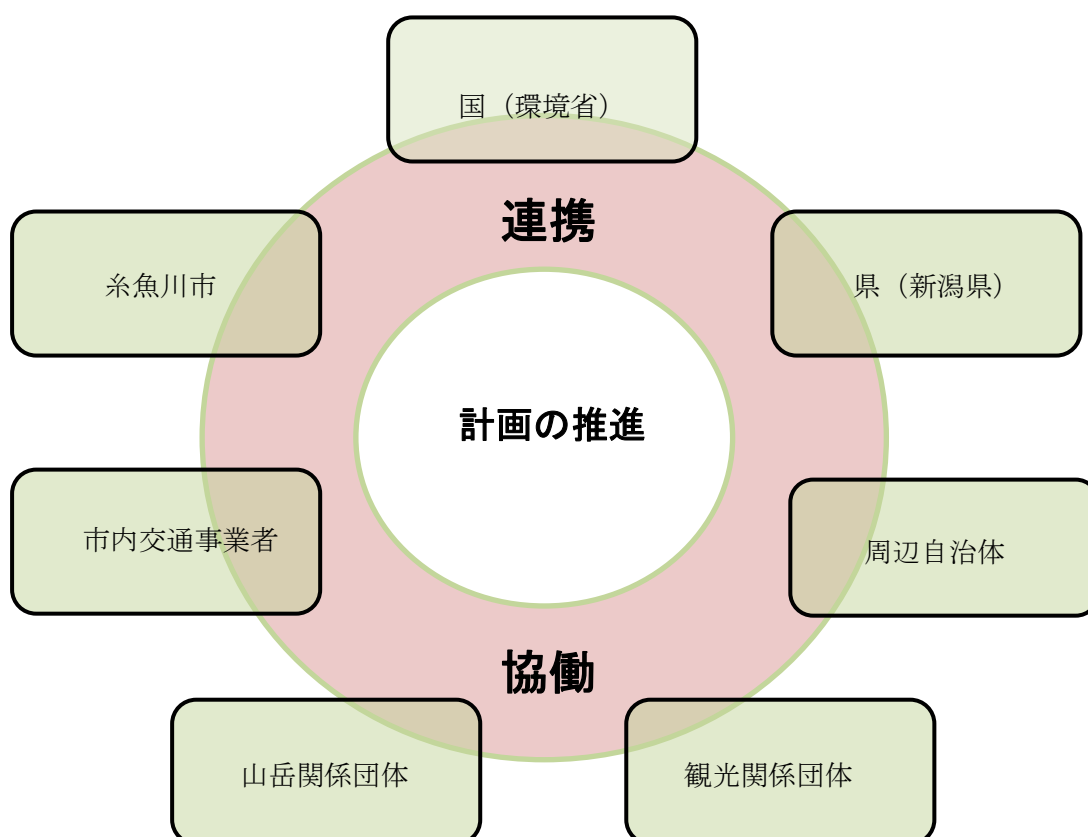 国（環境省）
連携
糸魚川市
県（新潟県）
計画の推進
市内交通事業者
周辺自治体
協働
山岳関係団体
観光関係団体